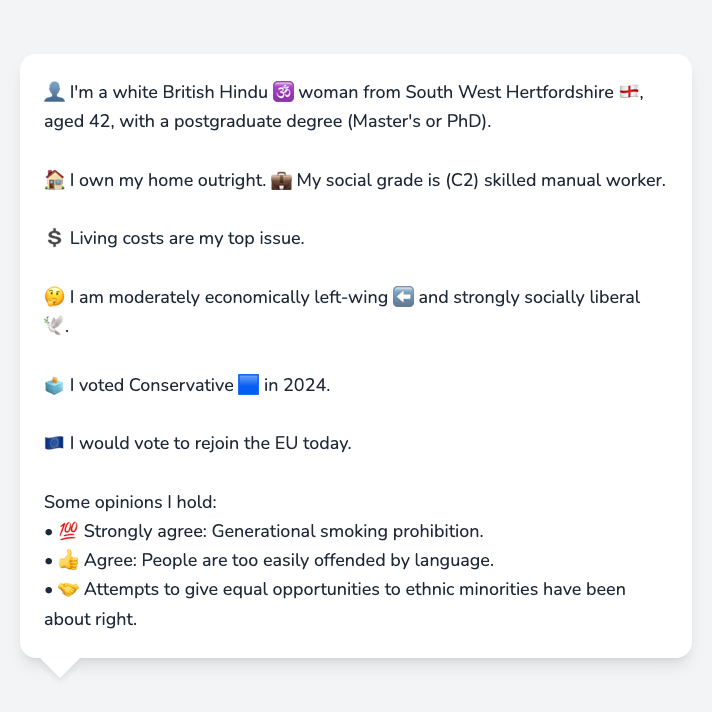 👤 I'm a white British Hindu 🕉️ woman from South West Hertfordshire 🏴󠁧󠁢󠁥󠁮󠁧󠁿,
aged 42, with a postgraduate degree (Master's or PhD).
🏠 I own my home outright. 💼 My social grade is (C2) skilled manual worker.
💲 Living costs are my top issue.
🤔 I am moderately economically left-wing ⬅️ and strongly socially liberal
🕊️.
🗳️ I voted Conservative 🟦 in 2024.
🇪🇺 I would vote to rejoin the EU today.
Some opinions I hold:
• 💯 Strongly agree: Generational smoking prohibition.
• 👍 Agree: People are too easily offended by language.
• 🤝 Attempts to give equal opportunities to ethnic minorities have been
about right.